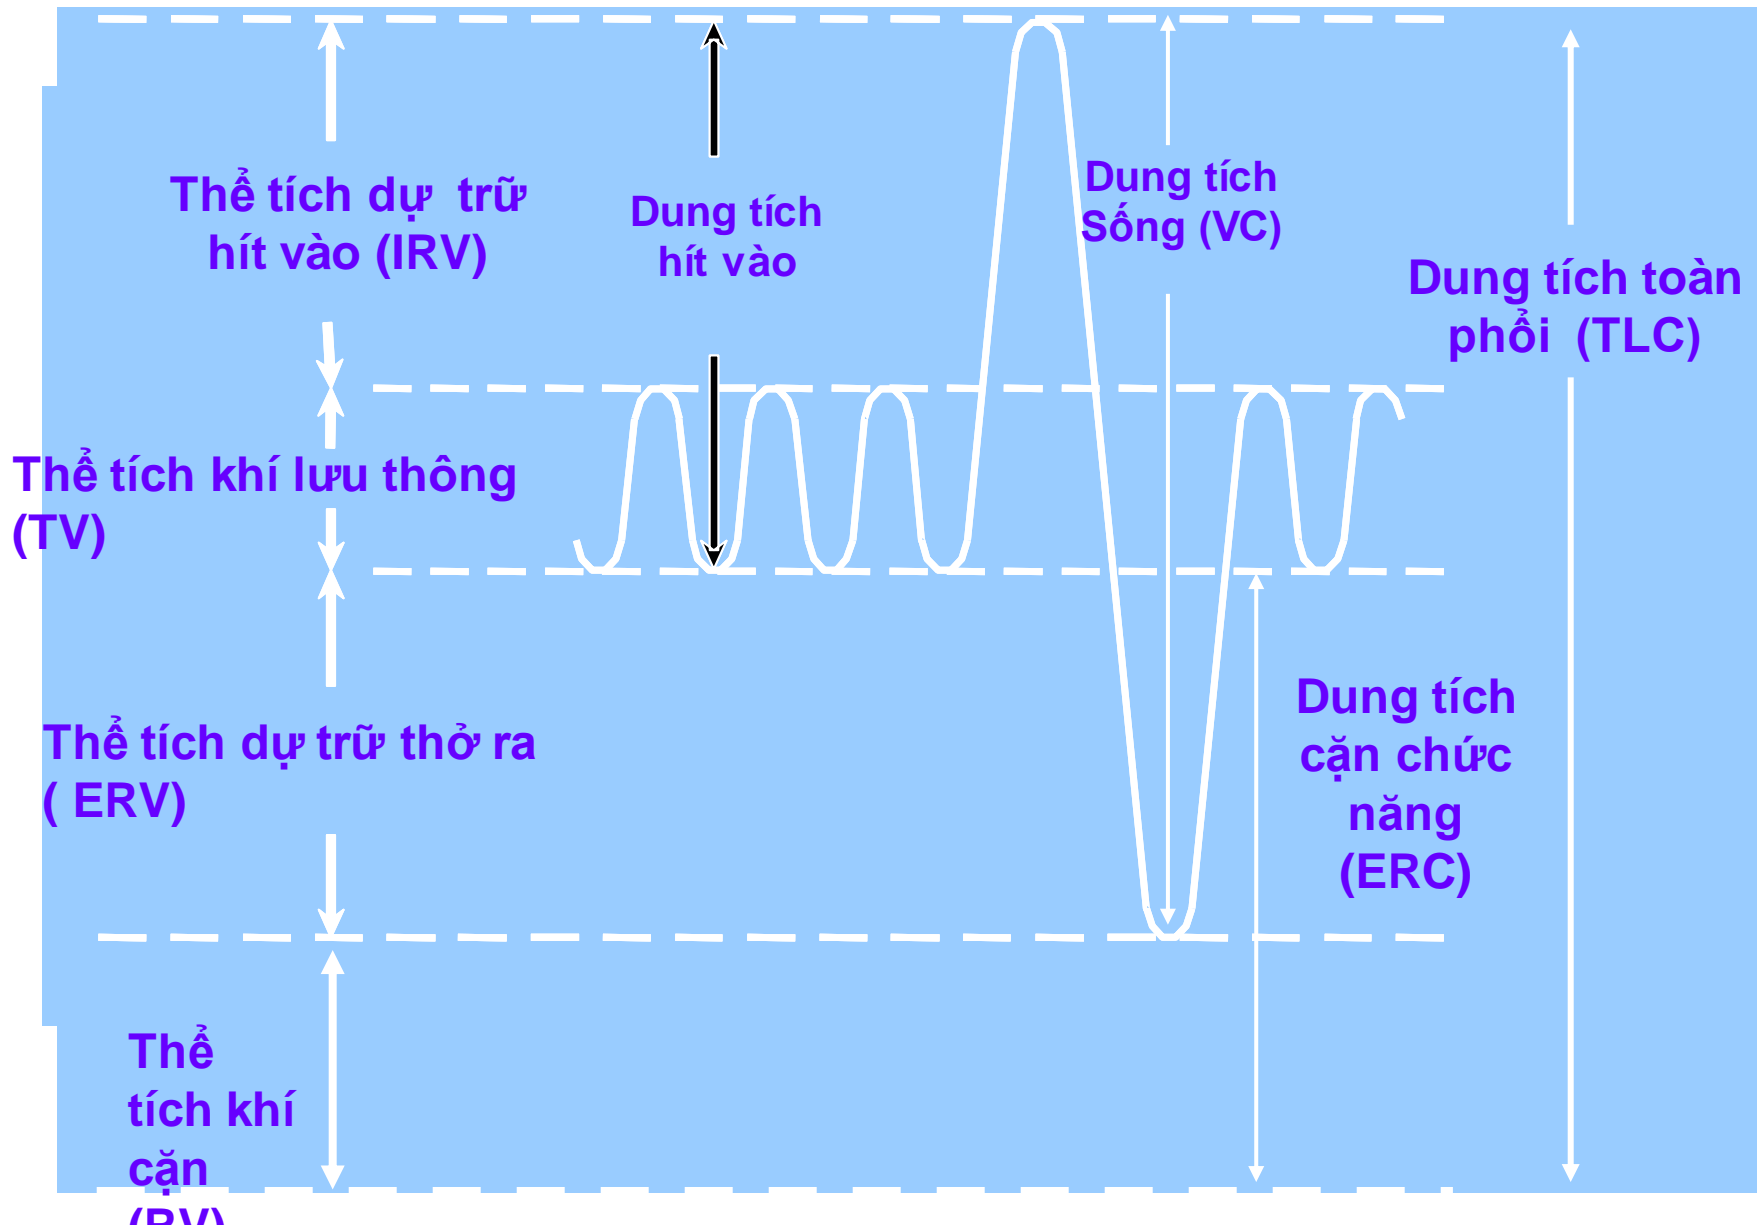 Thể tích dự trữ
hít vào (IRV)
Dung tích
hít vào
Dung tích
Sống (VC)
Dung tích toàn
phổi (TLC)
Thể tích khí lưu thông
(TV)
Thể tích dự trữ thở ra
( ERV)
Dung tích
cặn chức
năng
(ERC)
Thể
tích khí
cặn
(RV)